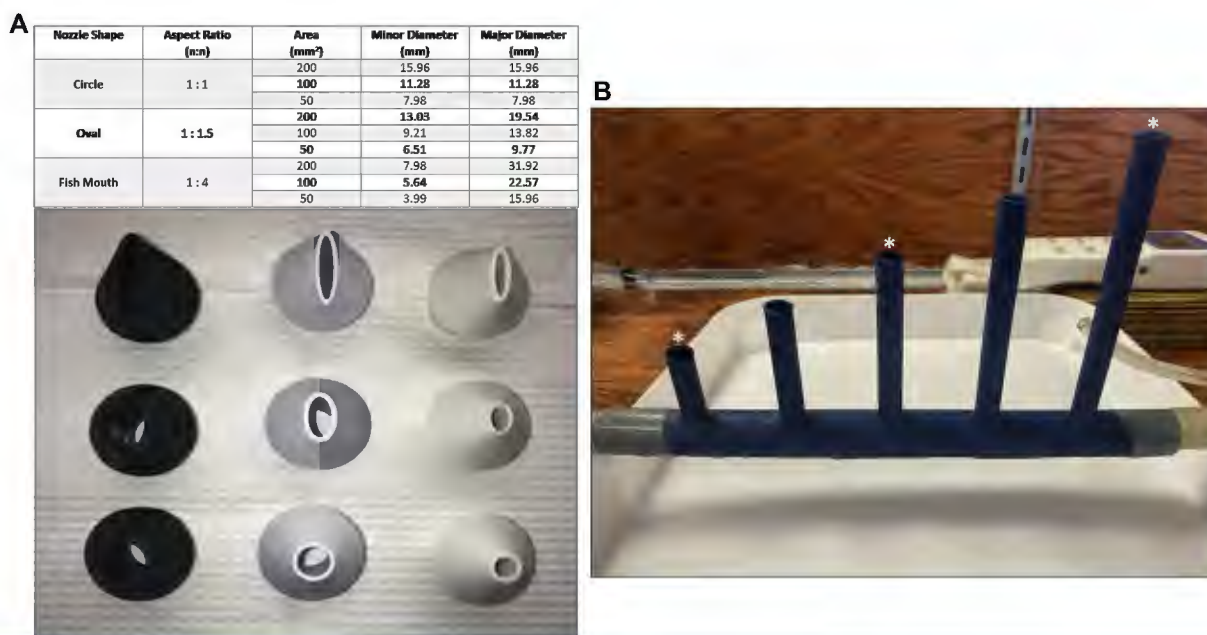 A
Nozzle Shape Aspect Ratio (n:n) Area (mm²) Minor Diameter (mm) Major Diameter (mm)
Circle 1 : 1 200 15.96 15.96
100 11.28 11.28
50 7.98 7.98
Oval 1 : 1.5 200 13.03 19.54
100 9.21 13.82
50 6.51 9.77
Fish Mouth 1 : 4 200 7.98 31.92
100 5.64 22.57
50 3.99 15.96
B
* * *